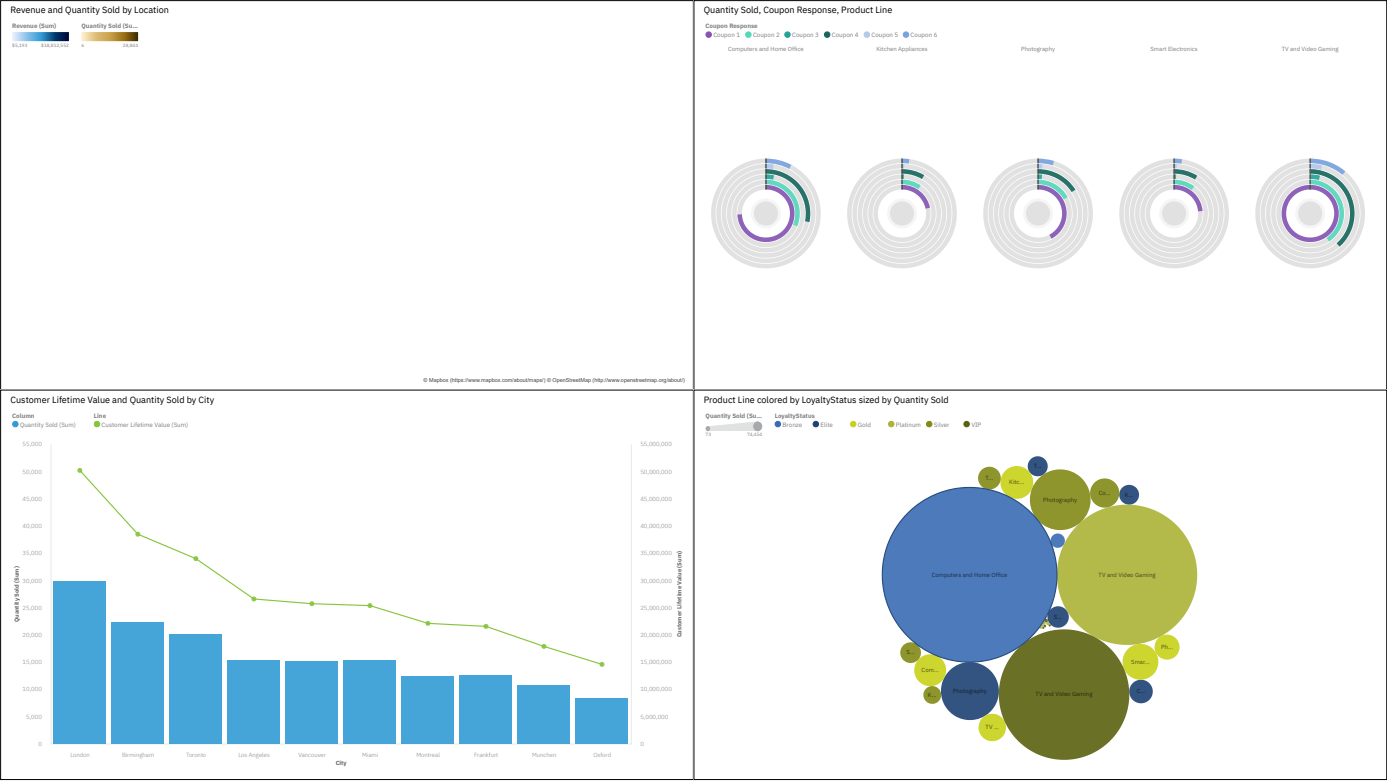 Revenue and Quantity Sold by Location
Revenue (Sum) Quantity Sold (Su...
© Mapbox (https://www.mapbox.com/about/maps/) © OpenStreetMap (http://www.openstreetmap.org/about/)
Quantity Sold, Coupon Response, Product Line
Coupon Response
Coupon 1 Coupon 2 Coupon 3 Coupon 4 Coupon 5 Coupon 6
Computers and Home Office Kitchen Appliances Photography Smart Electronics TV and Video Gaming
Customer Lifetime Value and Quantity Sold by City
Column Line
Quantity Sold (Sum) Customer Lifetime Value (Sum)
55,000 55,000,000
50,000 50,000,000
45,000 45,000,000
40,000 40,000,000
35,000 35,000,000
30,000 30,000,000
25,000 25,000,000
20,000 20,000,000
15,000 15,000,000
10,000 10,000,000
5,000 5,000,000
0 0
Quantity Sold (Sum)
Customer Lifetime Value (Sum)
London Birmingham Toronto Los Angeles Vancouver Miami Montreal Frankfurt Munchen Oxford
City
Product Line colored by LoyaltyStatus sized by Quantity Sold
Quantity Sold (Su... LoyaltyStatus
Bronze Elite Gold Platinum Silver VIP
T... Kitc...
Photography Co...
Computers and Home Office TV and Video Gaming
S...
S... Com... Smar... Ph...
K... Photography TV and Video Gaming
TV ...